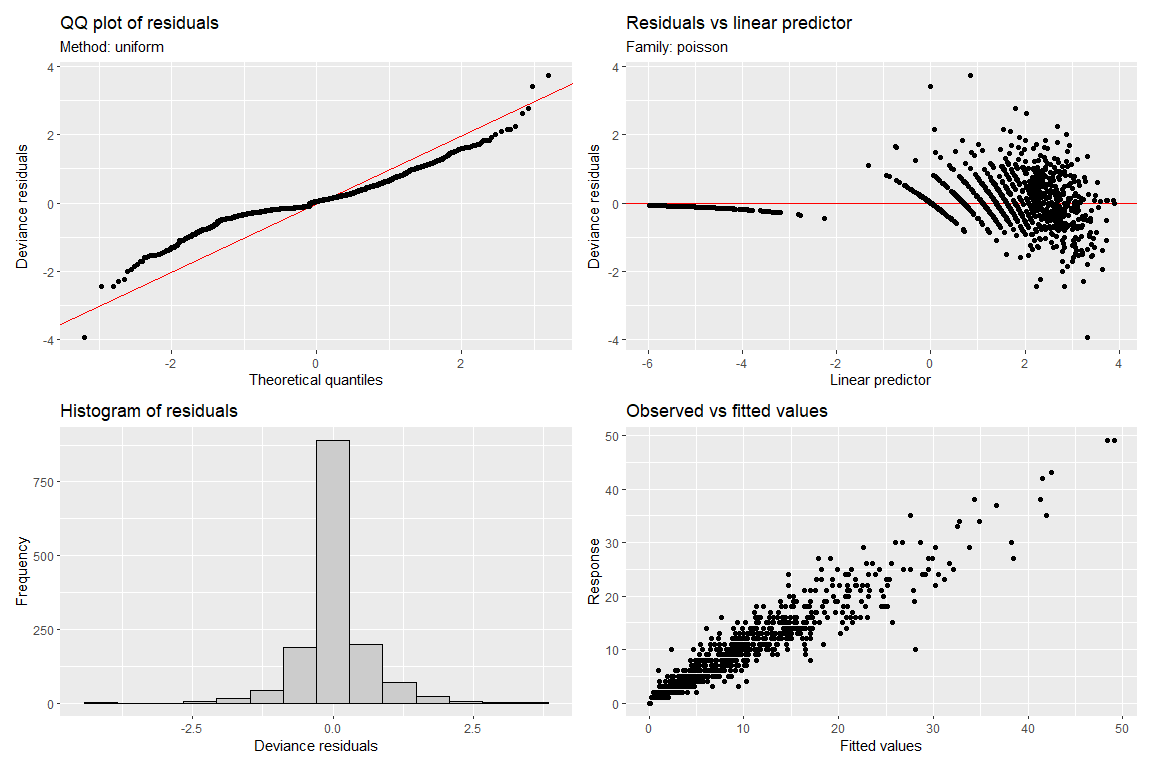 QQ plot of residuals
Method: uniform
4
2
0
-2
-4
Deviance residuals
-2
0
2
Theoretical quantiles
Residuals vs linear predictor
Family: poisson
4
2
0
-2
-4
Deviance residuals
-6
-4
-2
0
2
4
Linear predictor
Histogram of residuals
750
500
250
0
Frequency
-2.5
0.0
2.5
Deviance residuals
Observed vs fitted values
50
40
30
20
10
0
Response
0
10
20
30
40
50
Fitted values